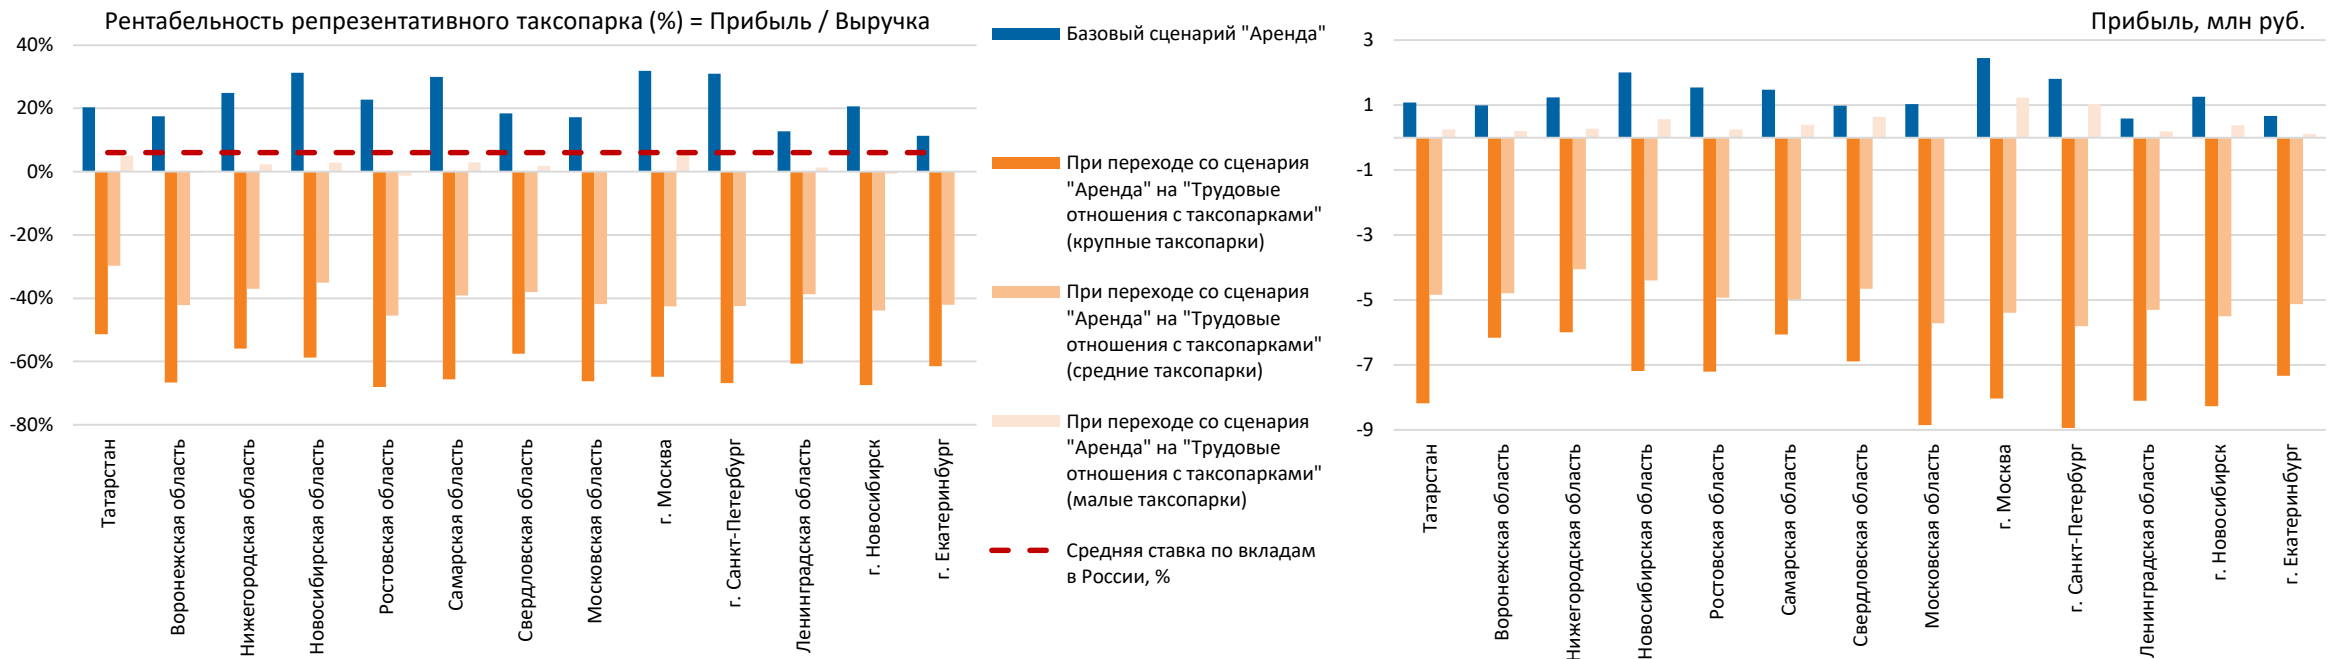 Рентабельность репрезентативного таксопарка (%) = Прибыль / Выручка
40%
20%
0%
-20%
-40%
-60%
-80%
Татарстан
Воронежская область
Нижегородская область
Новосибирская область
Ростовская область
Самарская область
Свердловская область
Московская область
г. Москва
г. Санкт-Петербург
Ленинградская область
г. Новосибирск
г. Екатеринбург
Базовый сценарий "Аренда"
При переходе со сценария
"Аренда" на "Трудовые
отношения с таксопарками"
(крупные таксопарки)
При переходе со сценария
"Аренда" на "Трудовые
отношения с таксопарками"
(средние таксопарки)
При переходе со сценария
"Аренда" на "Трудовые
отношения с таксопарками"
(малые таксопарки)
Средняя ставка по вкладам
в России, %
Прибыль, млн руб.
3
1
-1
-3
-5
-7
-9
Татарстан
Воронежская область
Нижегородская область
Новосибирская область
Ростовская область
Самарская область
Свердловская область
Московская область
г. Москва
г. Санкт-Петербург
Ленинградская область
г. Новосибирск
г. Екатеринбург